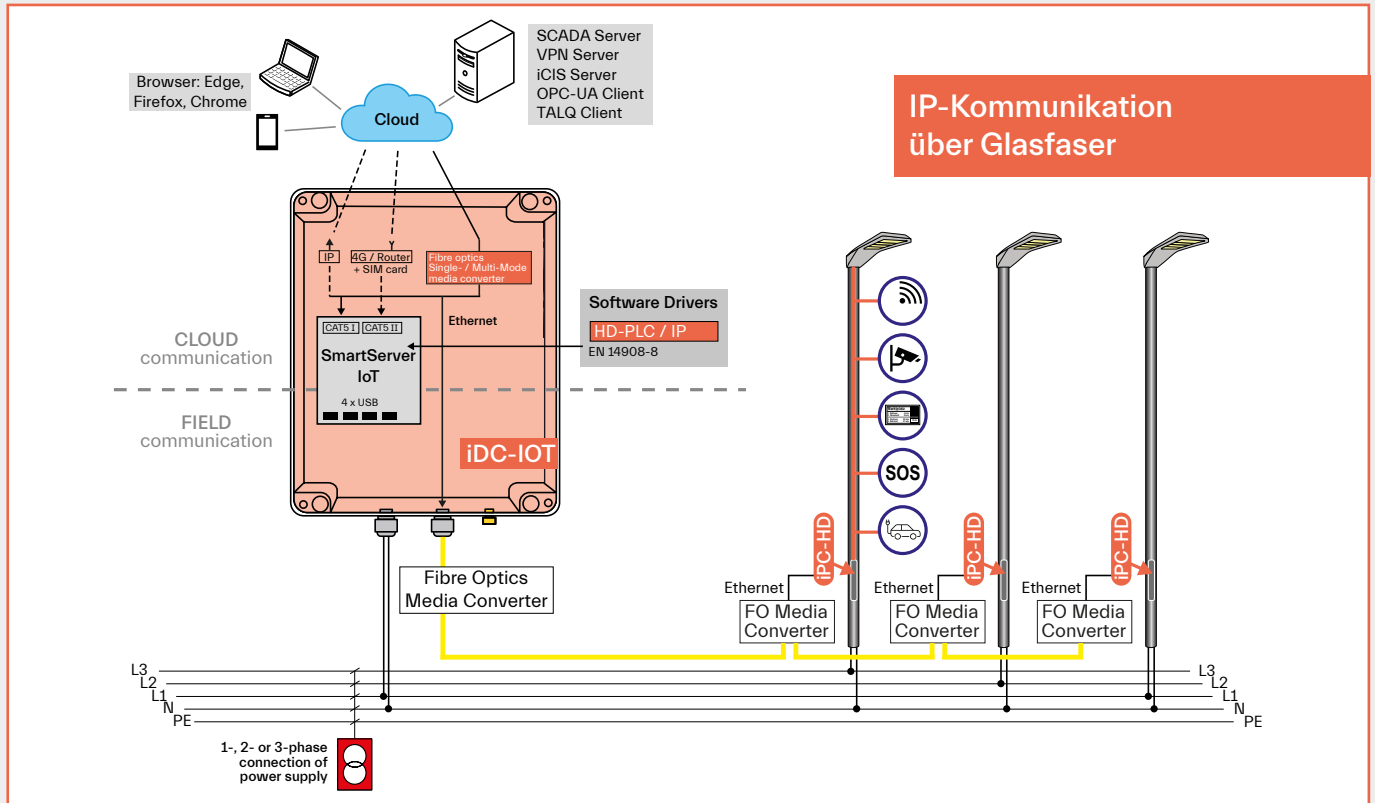 SCADA Server
VPN Server
iCIS Server
OPC-UA Client
TALQ Client
Browser: Edge,
Firefox, Chrome
Cloud
IP-Kommunikation
über Glasfaser
IP
4G / Router
+ SIM card
Fibre optics
Single- / Multi-Mode
media converter
Ethernet
CAT5 I
CAT5 II
SmartServer
IoT
4 x USB
Software Drivers
HD-PLC / IP
EN 14908-8
CLOUD
communication
FIELD
communication
iDC-IOT
SOS
iPC-HD
iPC-HD
iPC-HD
Fibre Optics
Media Converter
Ethernet
FO Media
Converter
Ethernet
FO Media
Converter
Ethernet
FO Media
Converter
L3
L2
L1
N
PE
L3
L2
L1
N
PE
1-, 2- or 3-phase
connection of
power supply